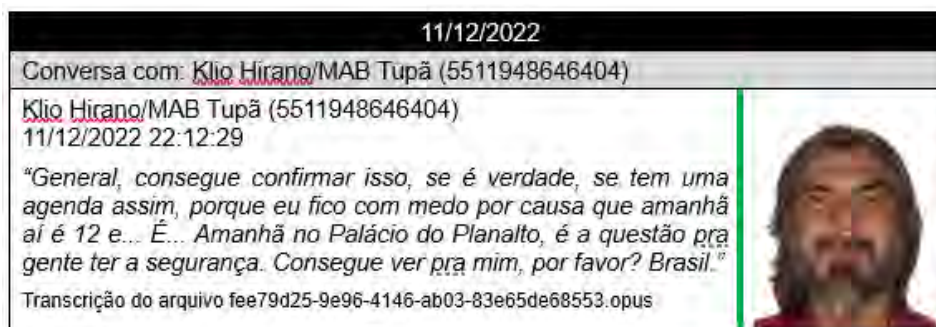 11/12/2022
Conversa com: Klio Hirano/MAB Tupã (5511948646404)
Klio Hirano/MAB Tupã (5511948646404)
11/12/2022 22:12:29
“General, consegue confirmar isso, se é verdade, se tem uma
agenda assim, porque eu fico com medo por causa que amanhã
aí é 12 e... É... Amanhã no Palácio do Planalto, é a questão pra
gente ter a segurança. Consegue ver pra mim, por favor? Brasil.”
Transcrição do arquivo fee79d25-9e96-4146-ab03-83e65de68553.opus